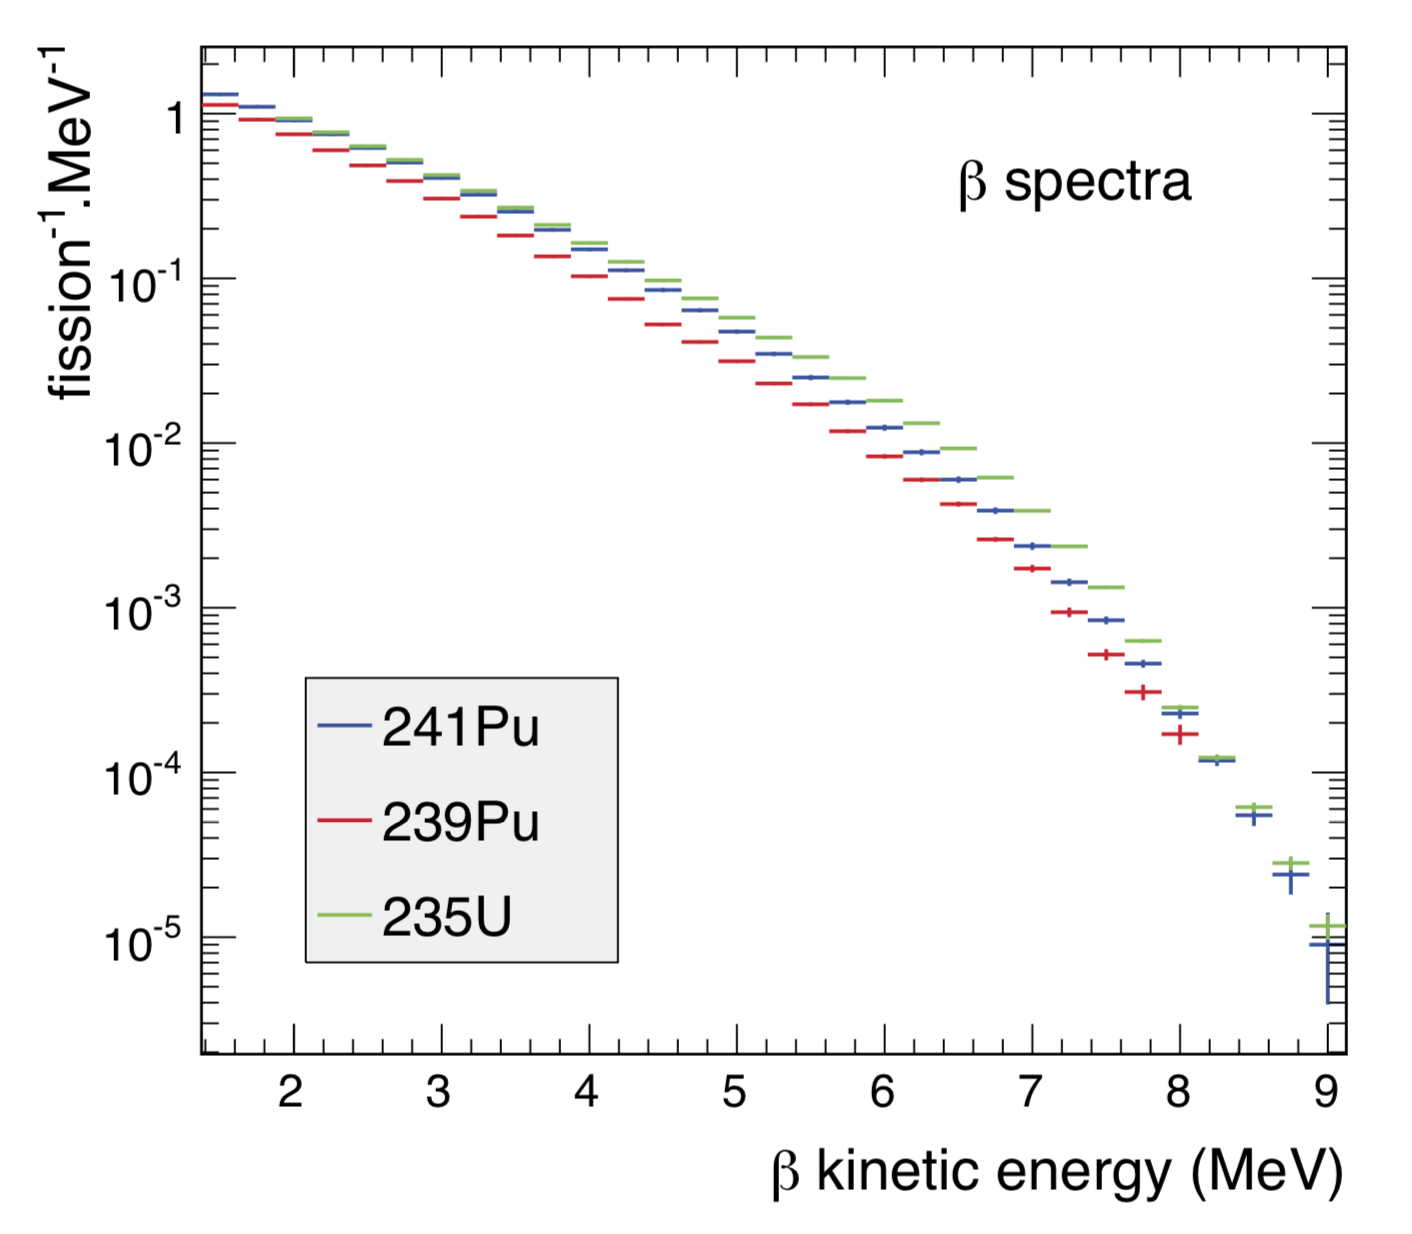 fission⁻¹.MeV⁻¹
β spectra
1
10⁻¹
10⁻²
10⁻³
10⁻⁴
10⁻⁵
241Pu
239Pu
235U
2 3 4 5 6 7 8 9
β kinetic energy (MeV)